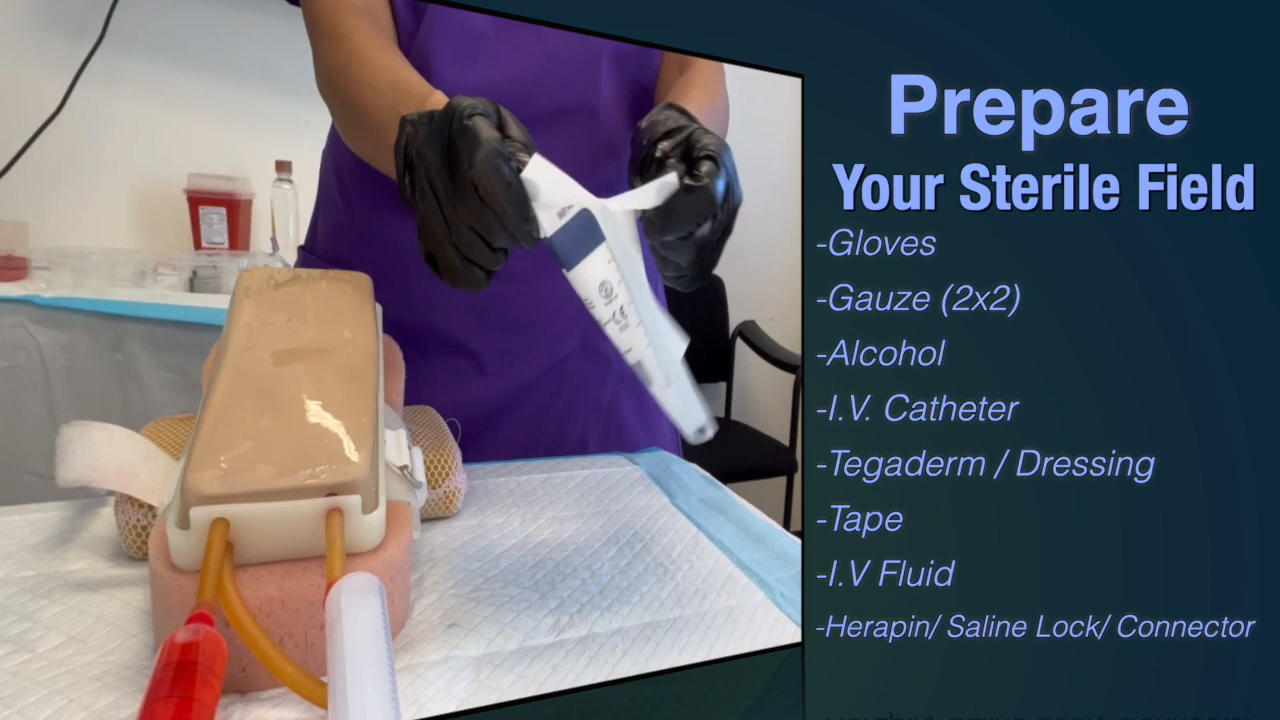 Prepare
Your Sterile Field
-Gloves
-Gauze (2x2)
-Alcohol
-I.V. Catheter
-Tegaderm / Dressing
-Tape
-I.V Fluid
-Herapin/ Saline Lock/ Connector